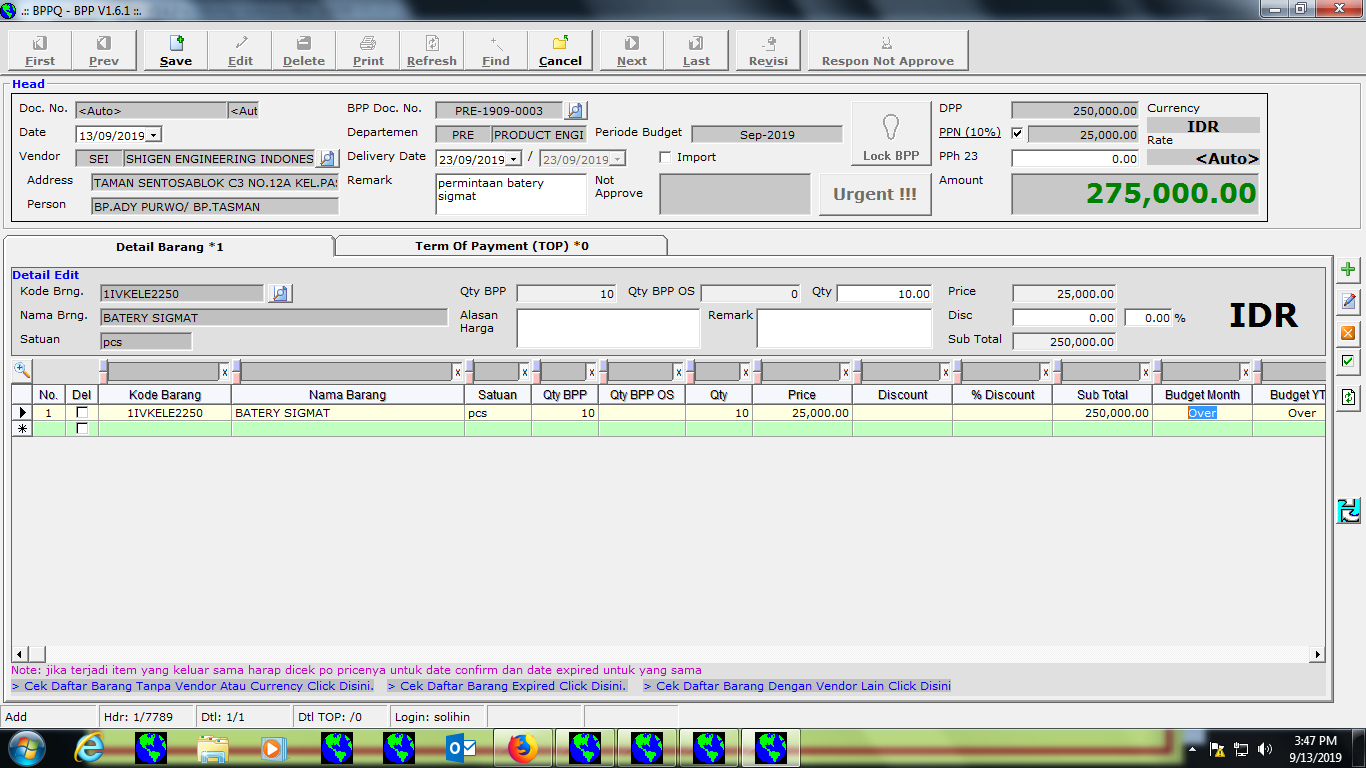 .:: BPPQ - BPP V1.6.1 ::.
First Prev Save Edit Delete Print Refresh Find Cancel Next Last Revisi Respon Not Approve
Head
Doc. No. <Auto> <Aut BPP Doc. No. PRE-1909-0003 DPP 250,000.00 Currency
Date 13/09/2019 Departemen PRE PRODUCT ENGI Periode Budget Sep-2019 PPN (10%) 25,000.00 IDR
Rate
Vendor SEI SHIGEN ENGINEERING INDONES Delivery Date 23/09/2019 / 23/09/2019 Import Lock BPP PPh 23 0.00 <Auto>
Address TAMAN SENTOSABLOK C3 NO.12A KEL.PAS Remark permintaan batery sigmat Not Approve Urgent !!! Amount 275,000.00
Person BP.ADY PURWO/ BP.TASMAN
Detail Barang *1 Term Of Payment (TOP) *0
Detail Edit
Kode Brng. 1IVKELE2250 Qty BPP 10 Qty BPP OS 0 Qty 10.00 Price 25,000.00
Nama Brng. BATERY SIGMAT Alasan Harga Remark Disc 0.00 0.00 % IDR
Satuan pcs Sub Total 250,000.00
x x x x x x x x x x x
No. Del Kode Barang Nama Barang Satuan Qty BPP Qty BPP OS Qty Price Discount % Discount Sub Total Budget Month Budget YT
1 1IVKELE2250 BATERY SIGMAT pcs 10 10 25,000.00 250,000.00 Over Over
Note: jika terjadi item yang keluar sama harap dicek po pricenya untuk date confirm dan date expired untuk yang sama
> Cek Daftar Barang Tanpa Vendor Atau Currency Click Disini. > Cek Daftar Barang Expired Click Disini. > Cek Daftar Barang Dengan Vendor Lain Click Disini
Add Hdr: 1/7789 Dtl: 1/1 Dtl TOP: /0 Login: solihin
3:47 PM
9/13/2019